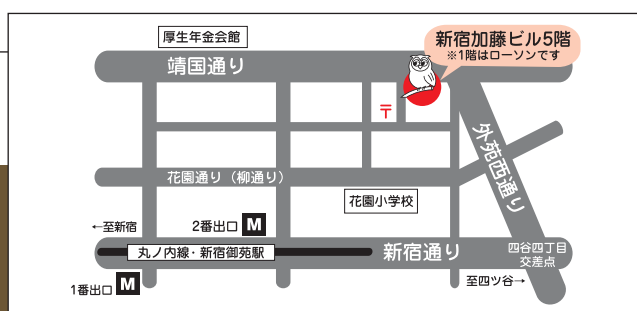 厚生年金会館
新宿加藤ビル5階
※1階はローソンです
靖国通り
〒
外苑西通り
花園通り（柳通り）
花園小学校
←至新宿
2番出口 M
丸ノ内線・新宿御苑駅
新宿通り
四谷四丁目
交差点
1番出口 M
至四ツ谷→